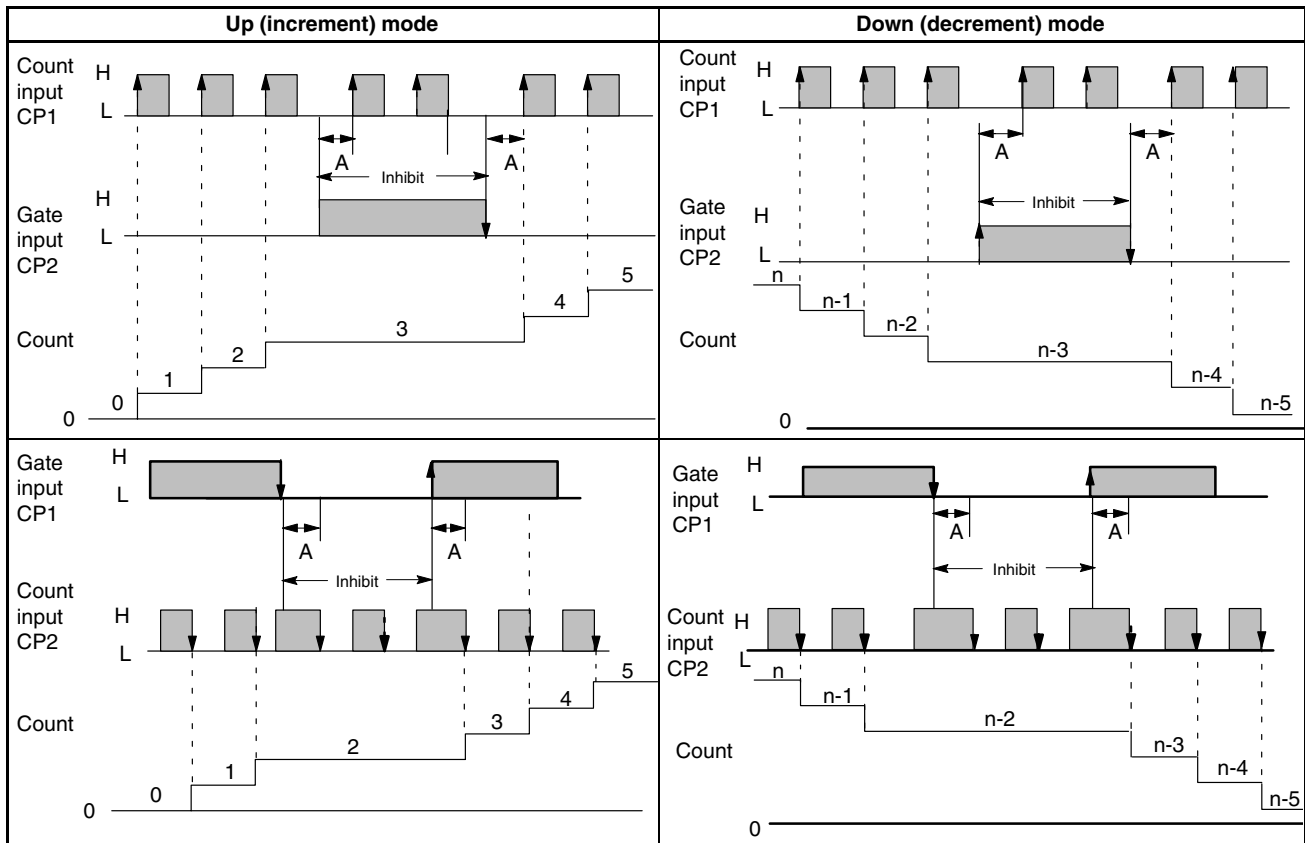 Up (increment) mode
Down (decrement) mode
Count
input
CP1
H
L
A
A
Inhibit
Gate
input
CP2
H
L
Count
0
0
1
2
3
4
5
Count
input
CP1
H
L
A
A
Inhibit
Gate
input
CP2
H
L
n
n-1
n-2
n-3
n-4
n-5
0
Gate
input
CP1
H
L
A
A
Inhibit
Count
input
CP2
H
L
Count
0
0
1
2
3
4
5
Gate
input
CP1
H
L
A
A
Inhibit
Count
input
CP2
H
L
n
n-1
n-2
n-3
n-4
n-5
Count
0